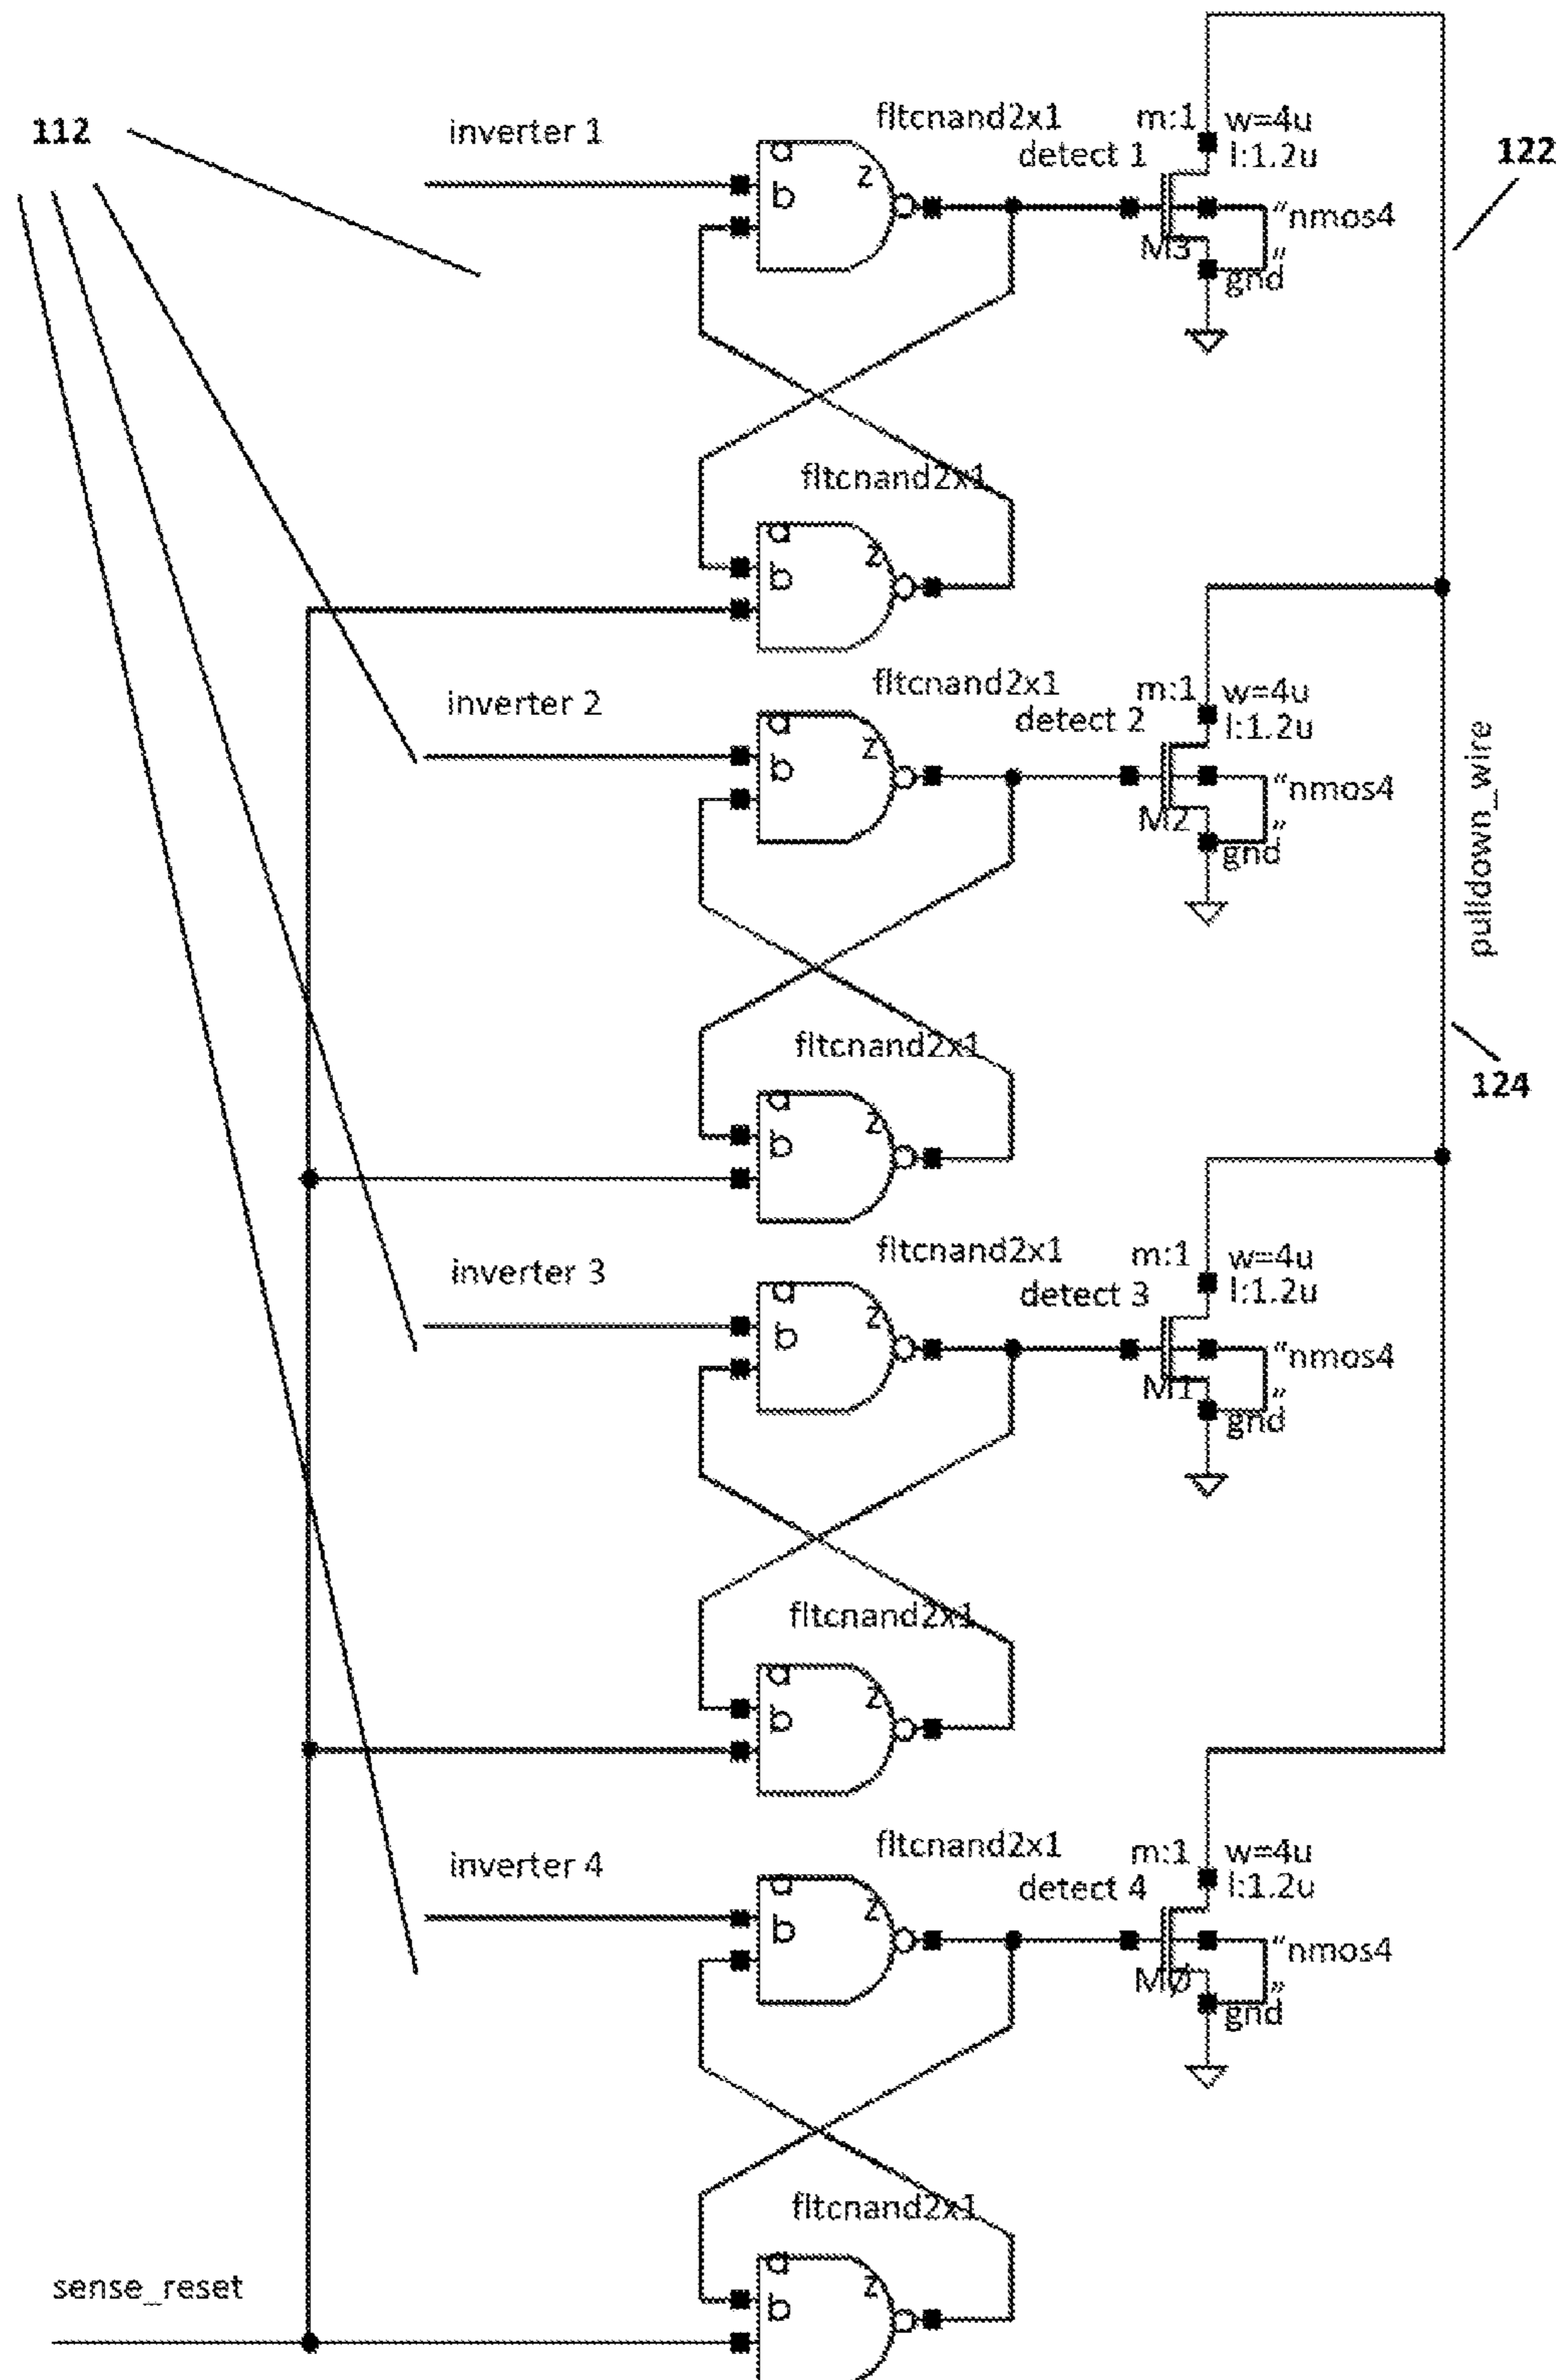 112
inverter 1
a
b
z
fltcnand2x1
detect 1
m:1
w=4u
l:1.2u
"nmos4
"
M3
gnd
122
fltcnand2x1
a
b
z
inverter 2
a
b
z
fltcnand2x1
detect 2
m:1
w=4u
l:1.2u
"nmos4
"
M2
gnd
pulldown_wire
124
fltcnand2x1
a
b
z
inverter 3
a
b
z
fltcnand2x1
detect 3
m:1
w=4u
l:1.2u
"nmos4
"
M1
gnd
fltcnand2x1
a
b
z
inverter 4
a
b
z
fltcnand2x1
detect 4
m:1
w=4u
l:1.2u
"nmos4
"
MØ
gnd
fltcnand2x1
a
b
z
sense_reset